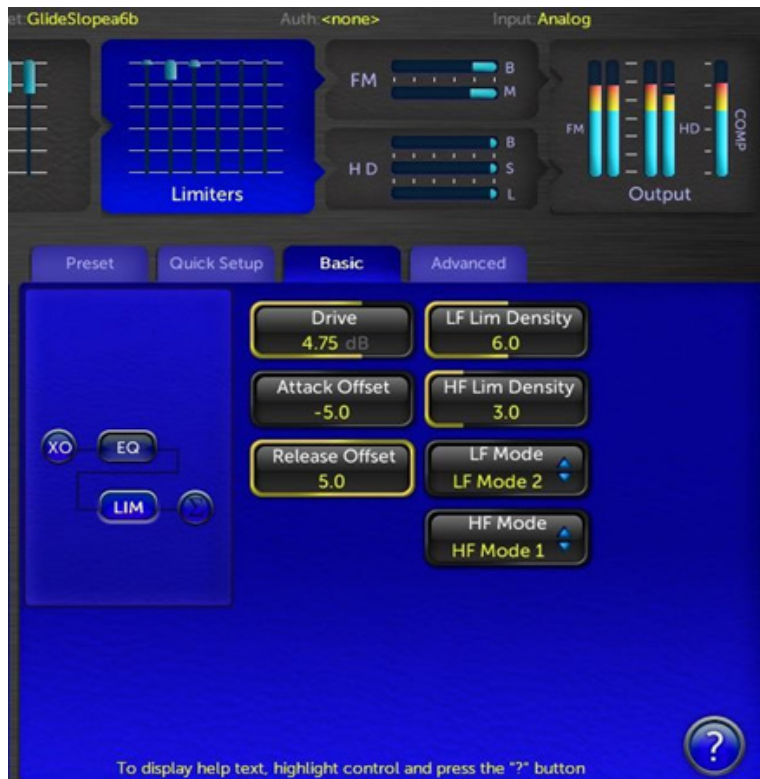 et: GlideSlopea6b Auth: <none> Input: Analog
FM B
M
HD B
S
L
FM HD COMP
Limiters Output
Preset Quick Setup Basic Advanced
Drive LF Lim Density
4.75 dB 6.0
Attack Offset HF Lim Density
-5.0 3.0
XO EQ
Release Offset LF Mode
5.0 LF Mode 2
LIM Σ
HF Mode
HF Mode 1
?
To display help text, highlight control and press the "?" button